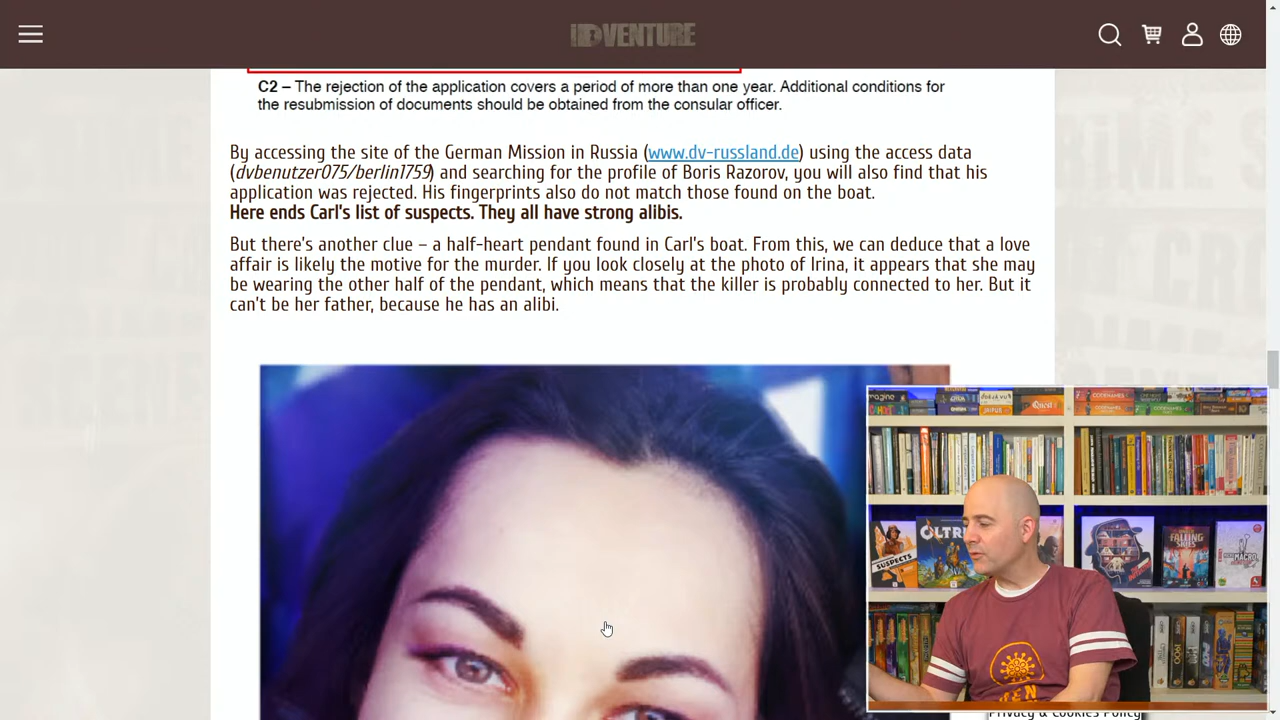 iDVENTURE
C2 – The rejection of the application covers a period of more than one year. Additional conditions for
the resubmission of documents should be obtained from the consular officer.
By accessing the site of the German Mission in Russia (www.dv-russland.de) using the access data
(dvbenutzer075/berlin1759) and searching for the profile of Boris Razorov, you will also find that his
application was rejected. His fingerprints also do not match those found on the boat.
Here ends Carl's list of suspects. They all have strong alibis.
But there's another clue – a half-heart pendant found in Carl's boat. From this, we can deduce that a love
affair is likely the motive for the murder. If you look closely at the photo of Irina, it appears that she may
be wearing the other half of the pendant, which means that the killer is probably connected to her. But it
can't be her father, because he has an alibi.
SUSPECTS
FALLING
SKIES
MACRO
Privacy & Cookies Policy